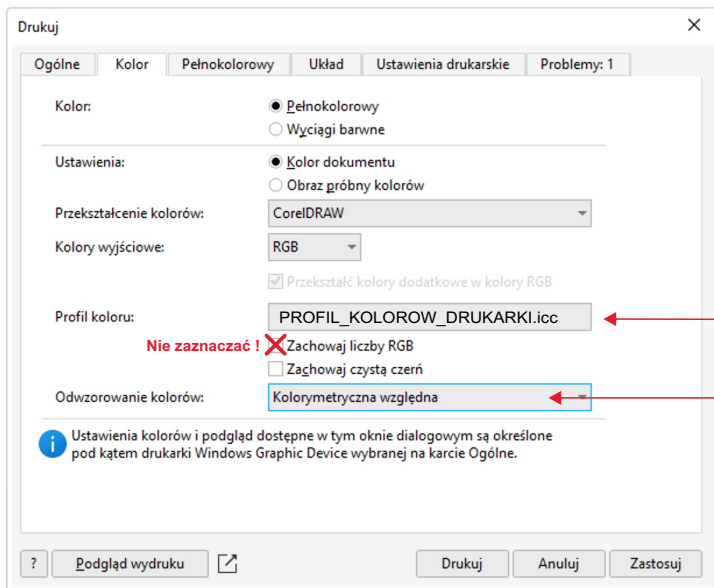 Drukuj
Ogólne Kolor Pełnokolorowy Układ Ustawienia drukarskie Problemy: 1
Kolor: Pełnokolorowy
Wyciągi barwne
Ustawienia: Kolor dokumentu
Obraz próbny kolorów
Przekształcenie kolorów: CorelDRAW
Kolory wyjściowe: RGB
Przekształć kolory dodatkowe w kolory RGB
Profil koloru: PROFIL_KOLOROW_DRUKARKI.icc
Nie zaznaczać ! Zachowaj liczby RGB
Zachowaj czystą czerń
Odwzorowanie kolorów: Kolorymetryczna względna
i Ustawienia kolorów i podgląd dostępne w tym oknie dialogowym są określone
pod kątem drukarki Windows Graphic Device wybranej na karcie Ogólne.
? Podgląd wydruku Drukuj Anuluj Zastosuj